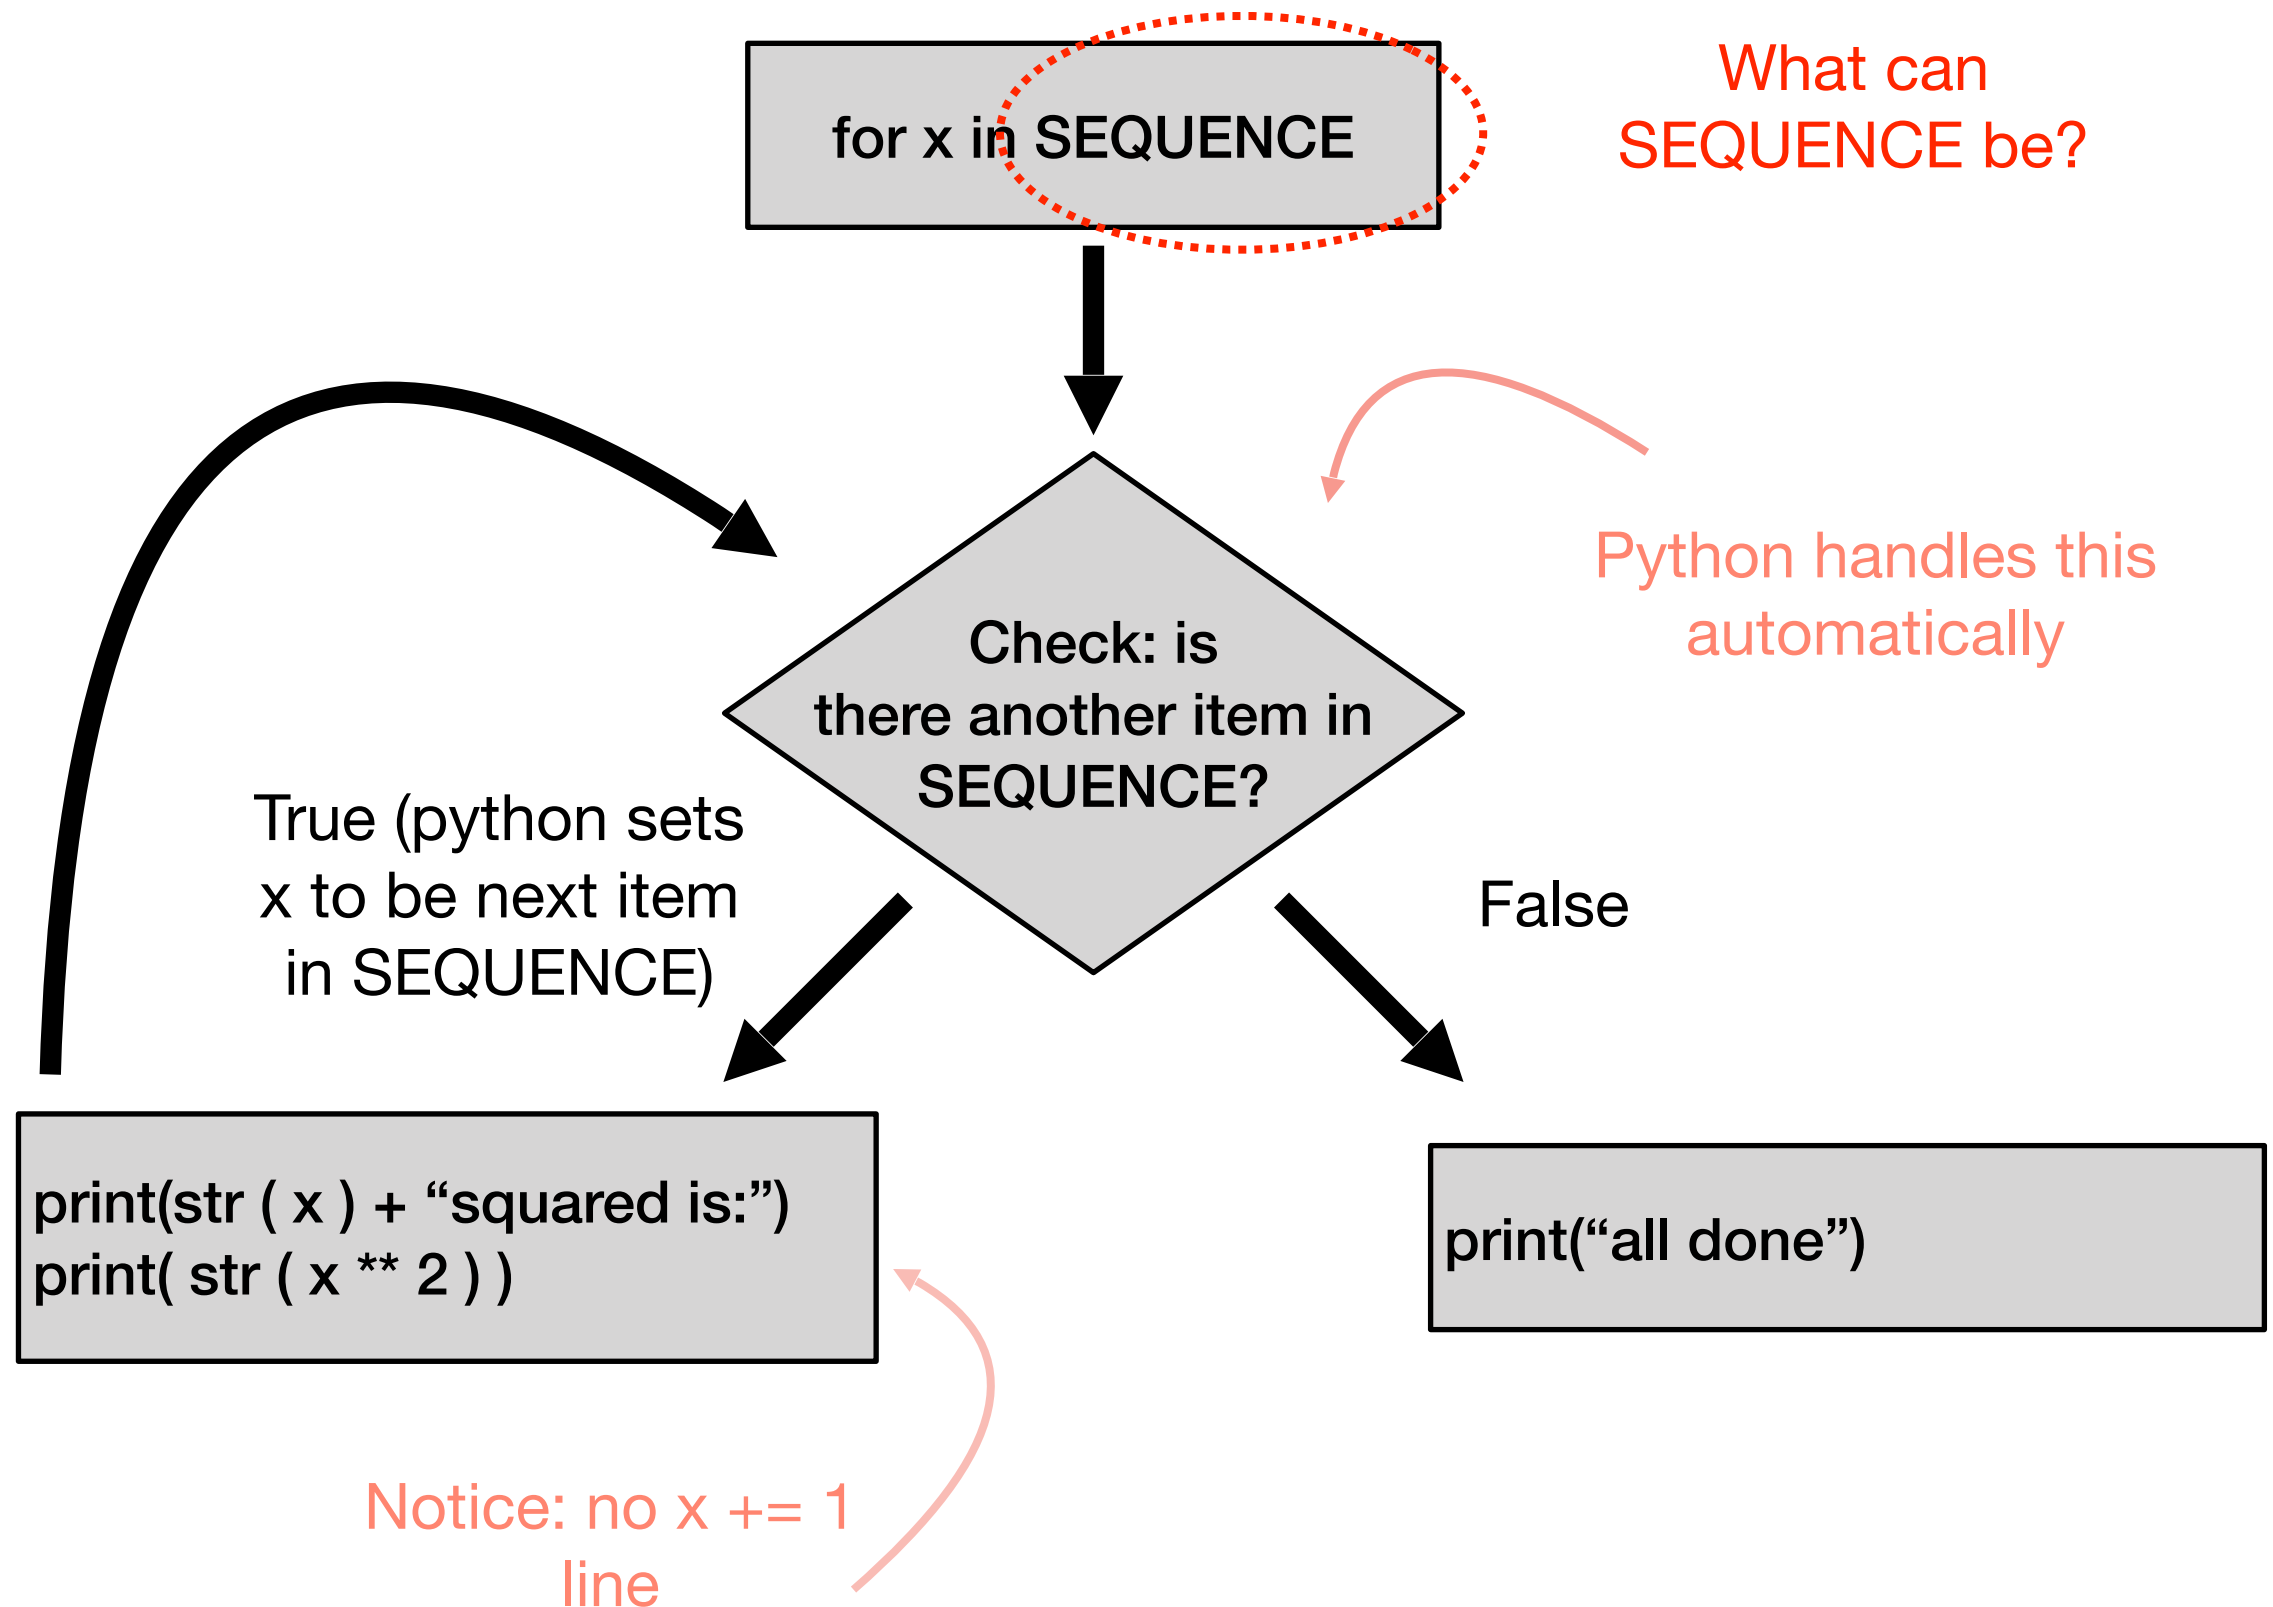 for x in SEQUENCE
What can
SEQUENCE be?
Python handles this
automatically
Check: is
there another item in
SEQUENCE?
True (python sets
x to be next item
in SEQUENCE)
False
print(str ( x ) + “squared is:”)
print( str ( x ** 2 ) )
print(“all done”)
Notice: no x += 1
line